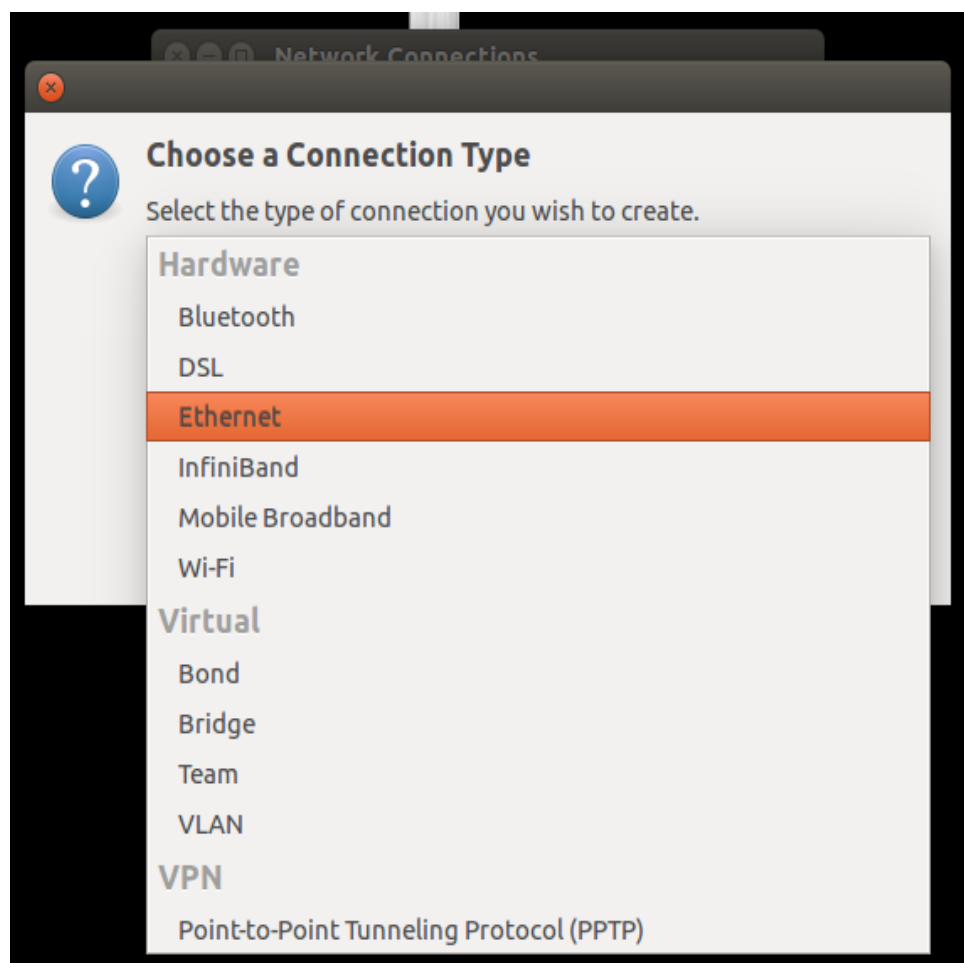 Network Connections
Choose a Connection Type
Select the type of connection you wish to create.
Hardware
Bluetooth
DSL
Ethernet
InfiniBand
Mobile Broadband
Wi-Fi
Virtual
Bond
Bridge
Team
VLAN
VPN
Point-to-Point Tunneling Protocol (PPTP)